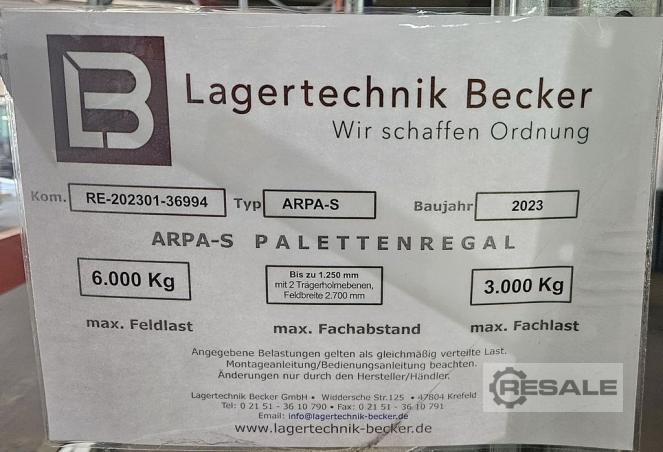 LB
Lagertechnik Becker
Wir schaffen Ordnung
Kom. RE-202301-36994 Typ ARPA-S Baujahr 2023
ARPA-S PALETTENREGAL
6.000 Kg
Bis zu 1.250 mm
mit 2 Trägerholmebenen,
Feldbreite 2.700 mm
3.000 Kg
max. Feldlast max. Fachabstand max. Fachlast
Angegebene Belastungen gelten als gleichmäßig verteilte Last.
Montageanleitung/Bedienungsanleitung beachten.
Änderungen nur durch den Hersteller/Händler.
Lagertechnik Becker GmbH • Widdersche Str.125 • 47804 Krefeld
Tel: 0 21 51 - 36 10 790 • Fax: 0 21 51 - 36 10 791
Email: info@lagertechnik-becker.de
www.lagertechnik-becker.de
RESALE